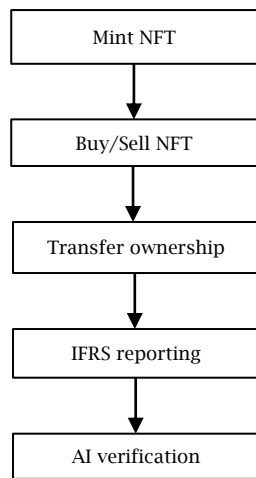 Mint NFT
Buy/Sell NFT
Transfer ownership
IFRS reporting
AI verification